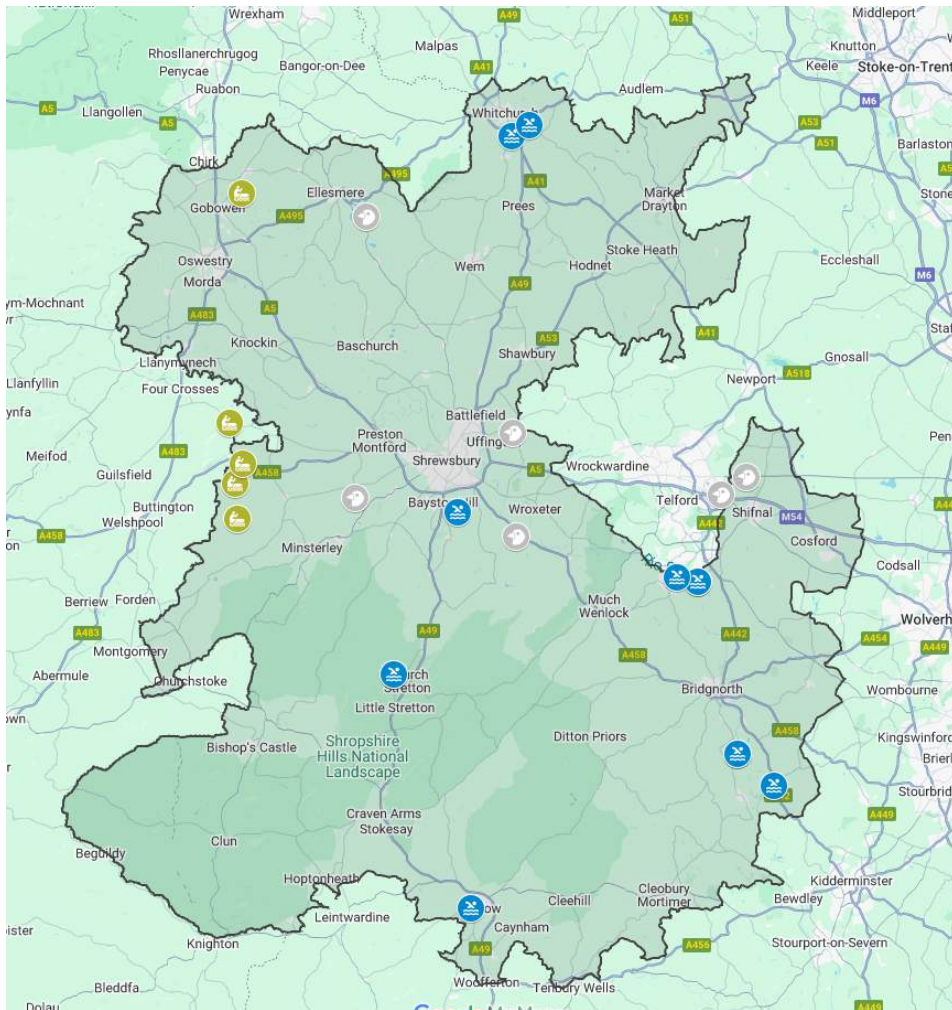 Wrexham
A49
A51
Middleport
Malpas
Rhosllanerchrugog
Penycae
Bangor-on-Dee
Knutton
Keele
Stoke-on-Trent
Ruabon
A41
Audlem
A5
Llangollen
M6
Whitchurch
A53
A5
A51
Barlaston
Chirk
A495
Ellesmere
A41
Market
Drayton
Gobowen
A495
Prees
Stone
Stoke Heath
Oswestry
Wem
Hodnet
Eccleshall
Morda
A49
M6
A5
A483
A53
A41
Knockin
Baschurch
Shawbury
Llanymynech
Gnosall
Llanfyllin
Four Crosses
Newport
A518
Battlefield
Preston
Montford
Meifod
A483
Guilsfield
A458
Shrewsbury
A5
Wrockwardine
Buttington
Telford
Welshpool
Wroxeter
Shifnal
M54
A442
A458
Minsterley
Cosford
Codsall
Berriew
Forden
Much
Wenlock
A483
A49
A442
A454
Montgomery
A458
A449
Abermule
Churchstoke
Bridgnorth
Wombourne
Little Stretton
A458
Bishop's Castle
Shropshire
Hills National
Landscape
Ditton Priors
Kingswinford
Craven Arms
Stokesay
A449
Clun
Beguildy
Hoptonheath
Cleobury
Mortimer
Kidderminster
Cleehill
Bewdley
Leintwardine
Caynham
Knighton
A49
A456
Stourport-on-Severn
Woofferton
Tenbury Wells
Bleddfa
Dolau
A449